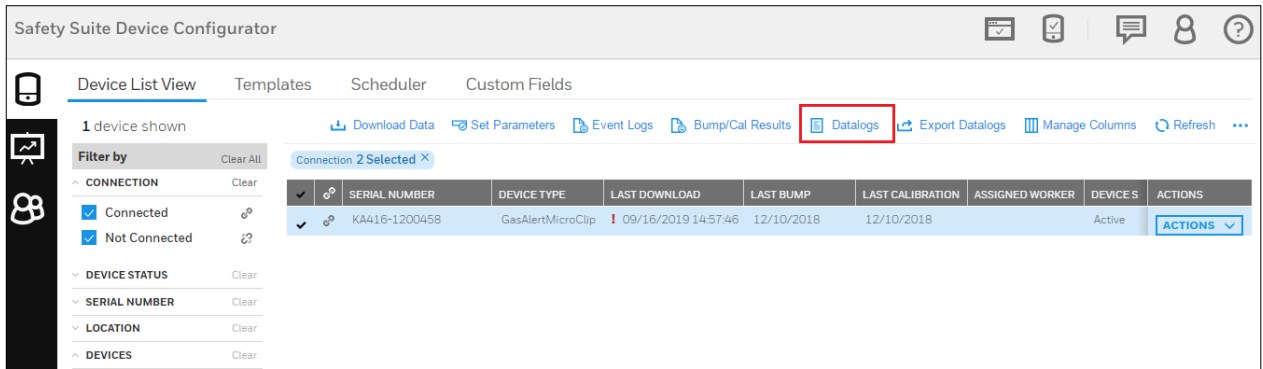 Safety Suite Device Configurator
Device List View Templates Scheduler Custom Fields
1 device shown Download Data Set Parameters Event Logs Bump/Cal Results Datalogs Export Datalogs Manage Columns Refresh ...
Filter by Clear All Connection 2 Selected ×
CONNECTION Clear SERIAL NUMBER DEVICE TYPE LAST DOWNLOAD LAST BUMP LAST CALIBRATION ASSIGNED WORKER DEVICE S ACTIONS
Connected KA416-1200458 GasAlertMicroClip ! 09/16/2019 14:57:46 12/10/2018 12/10/2018 Active ACTIONS
Not Connected
DEVICE STATUS Clear
SERIAL NUMBER Clear
LOCATION Clear
DEVICES Clear